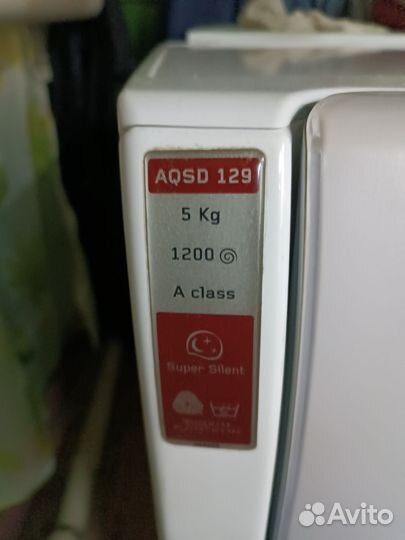 AQSD 129
5 Kg
1200
A class
Super Silent
Avito